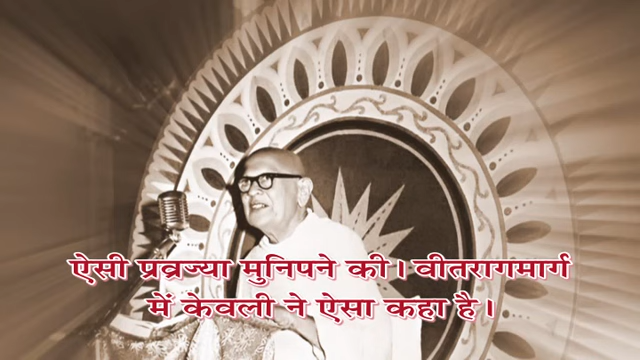 ऐसी प्रव्रज्या मुनिपने की । वीतरागमार्ग
में केवली ने ऐसा कहा है ।